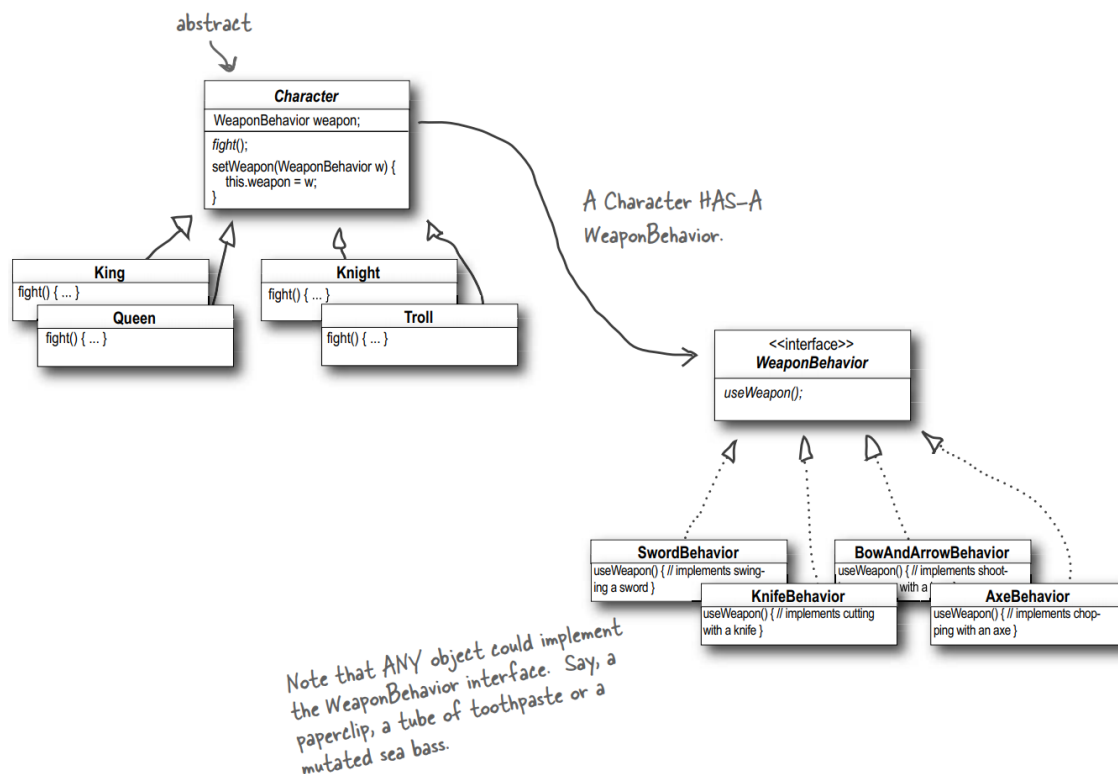 abstract
Character
WeaponBehavior weapon;
fight();
setWeapon(WeaponBehavior w) {
this.weapon = w;
}
A Character HAS-A
WeaponBehavior.
King
fight() { ... }
Queen
fight() { ... }
Knight
fight() { ... }
Troll
fight() { ... }
<<interface>>
WeaponBehavior
useWeapon();
SwordBehavior
useWeapon() { // implements swing-
ing a sword }
BowAndArrowBehavior
useWeapon() { // implements shoot-
with a
KnifeBehavior
useWeapon() { // implements cutting
with a knife }
AxeBehavior
useWeapon() { // implements chop-
ping with an axe }
Note that ANY object could implement
the WeaponBehavior interface. Say, a
paperclip, a tube of toothpaste or a
mutated sea bass.